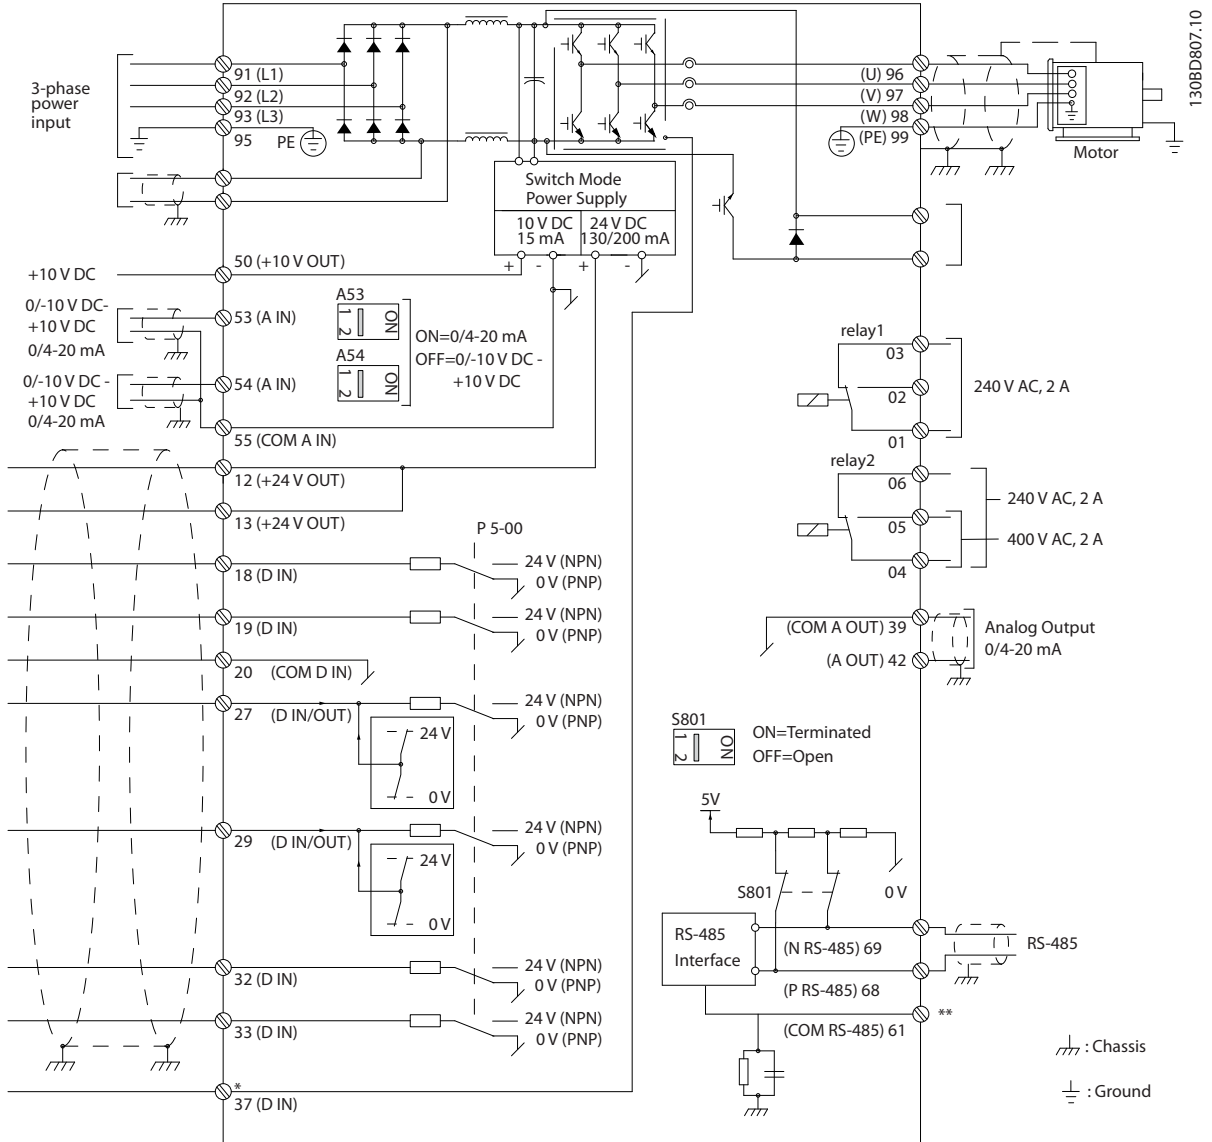 130BD807.10
3-phase
power
input
91 (L1)
92 (L2)
93 (L3)
95
PE
(U) 96
(V) 97
(W) 98
(PE) 99
Motor
Switch Mode
Power Supply
10 V DC
15 mA
24 V DC
130/200 mA
+
-
+
-
+10 V DC
50 (+10 V OUT)
0/-10 V DC-
+10 V DC
0/4-20 mA
53 (A IN)
A53
1
2
ON
A54
1
2
ON
ON=0/4-20 mA
OFF=0/-10 V DC -
+10 V DC
0/-10 V DC -
+10 V DC
0/4-20 mA
54 (A IN)
55 (COM A IN)
relay1
03
02
01
240 V AC, 2 A
relay2
06
05
04
240 V AC, 2 A
400 V AC, 2 A
12 (+24 V OUT)
13 (+24 V OUT)
P 5-00
18 (D IN)
24 V (NPN)
0 V (PNP)
19 (D IN)
24 V (NPN)
0 V (PNP)
20 (COM D IN)
27 (D IN/OUT)
24 V (NPN)
0 V (PNP)
24 V
0 V
29 (D IN/OUT)
24 V (NPN)
0 V (PNP)
24 V
0 V
32 (D IN)
24 V (NPN)
0 V (PNP)
33 (D IN)
24 V (NPN)
0 V (PNP)
*
37 (D IN)
(COM A OUT) 39
(A OUT) 42
Analog Output
0/4-20 mA
S801
1
2
ON
ON=Terminated
OFF=Open
5V
S801
0 V
RS-485
Interface
(N RS-485) 69
(P RS-485) 68
(COM RS-485) 61
RS-485
**
: Chassis
: Ground